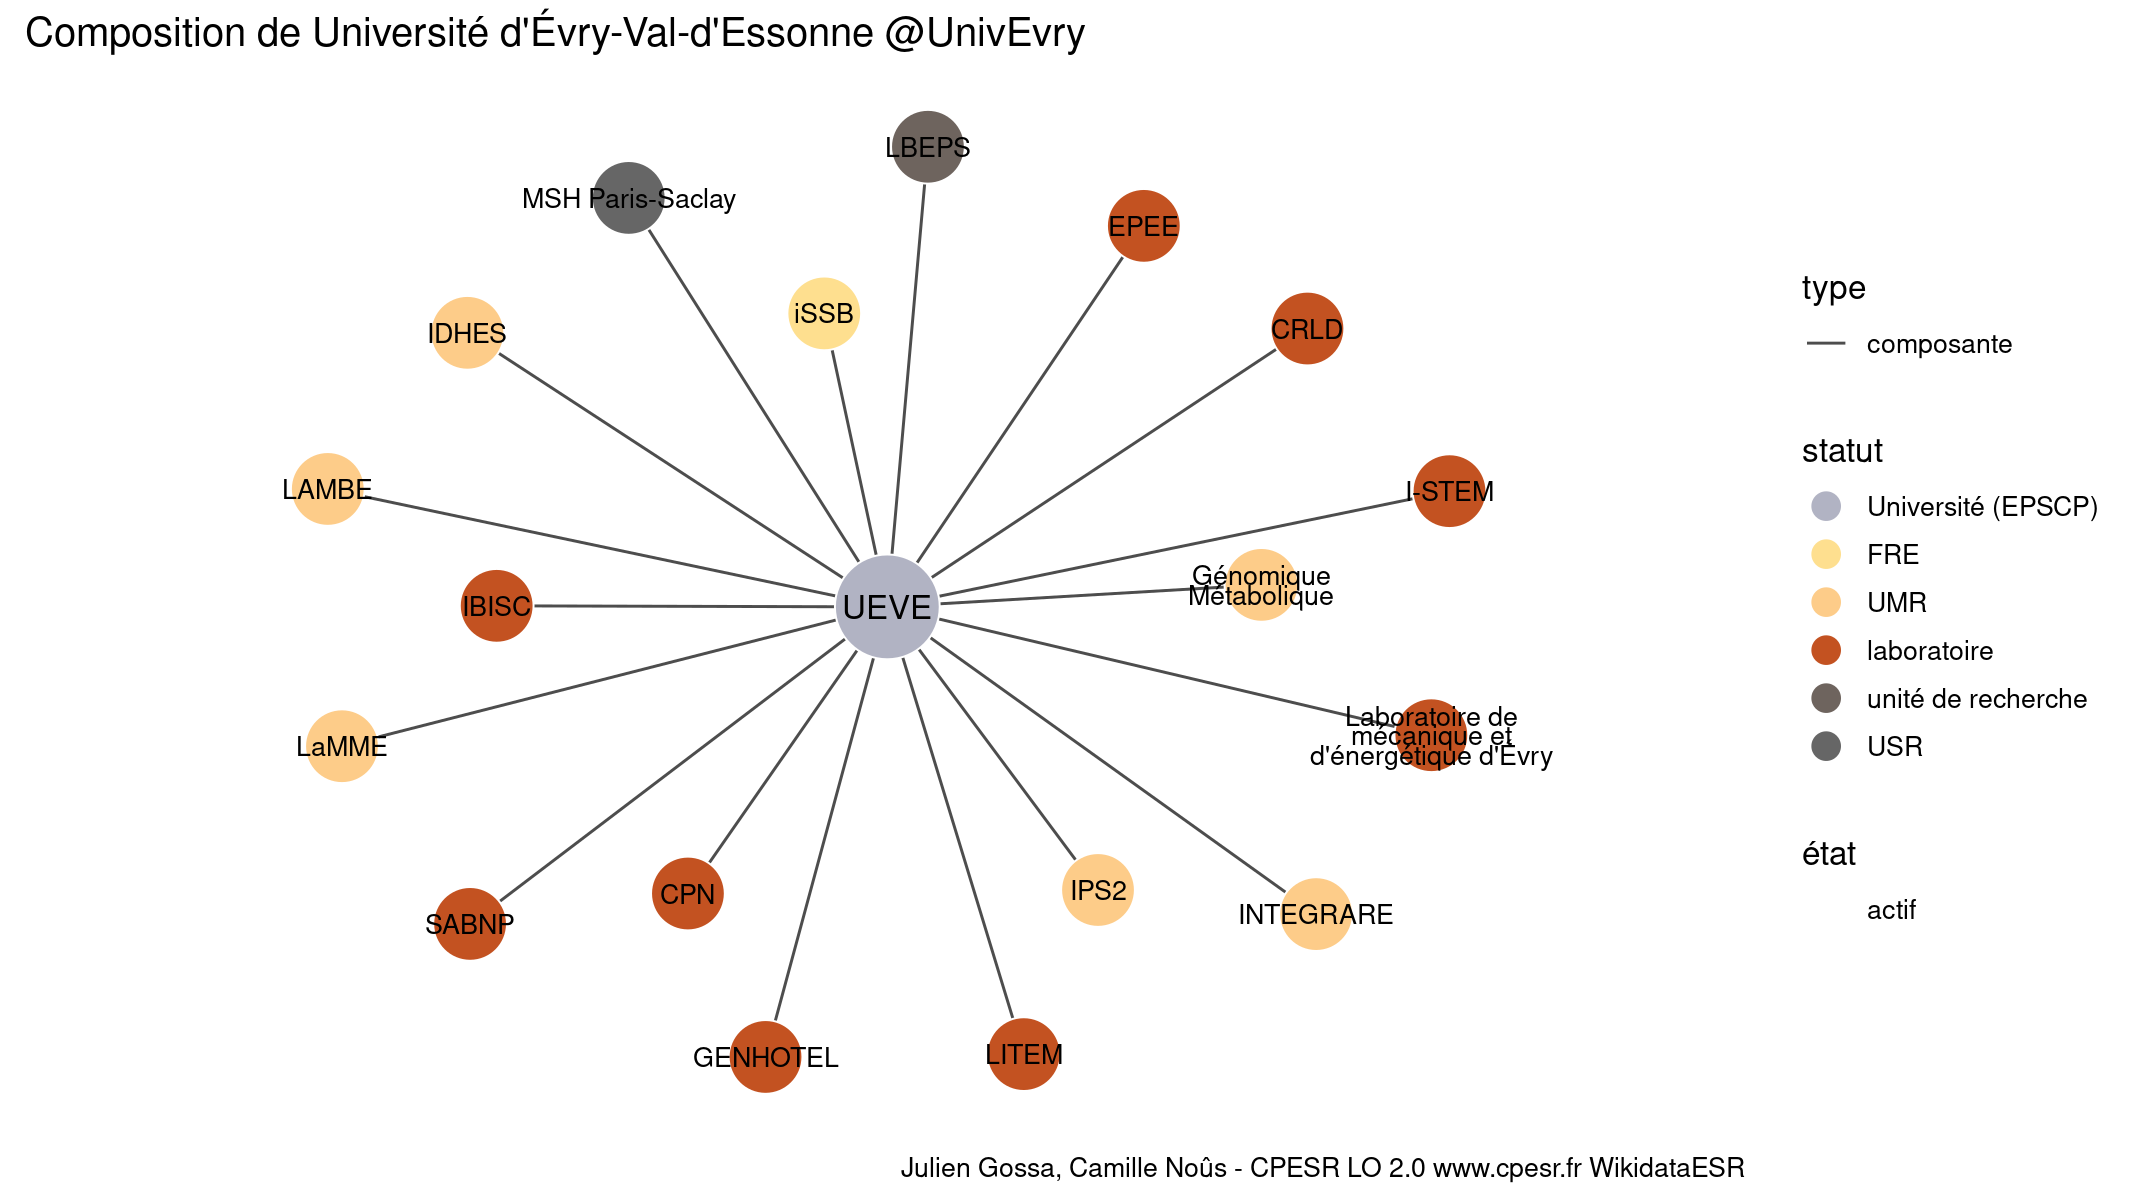 Composition de Université d'Évry-Val-d'Essonne @UnivEvry
LBEPS
MSH Paris-Saclay
EPEE
iSSB
CRLD
IDHES
LAMBE
I-STEM
Génomique
Métabolique
IBISC
UEVE
Laboratoire de
mécanique et
d'énergétique d'Évry
LaMME
IPS2
CPN
INTEGRARE
SABNP
GENHOTEL
LITEM
type
composante
statut
Université (EPSCP)
FRE
UMR
laboratoire
unité de recherche
USR
état
actif
Julien Gossa, Camille Noûs - CPESR LO 2.0 www.cpesr.fr WikidataESR